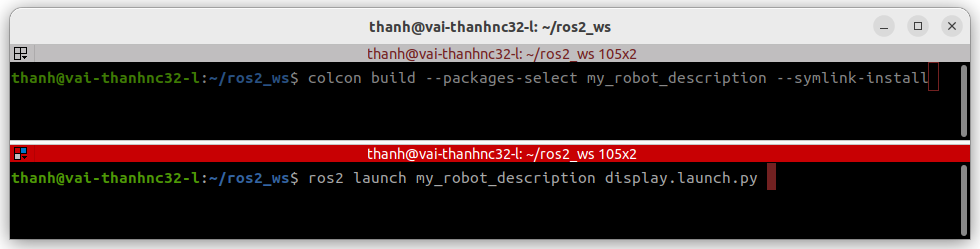 thanh@vai-thanhnc32-l: ~/ros2_ws
thanh@vai-thanhnc32-l: ~/ros2_ws 105x2
thanh@vai-thanhnc32-l:~/ros2_ws$ colcon build --packages-select my_robot_description --symlink-install
thanh@vai-thanhnc32-l: ~/ros2_ws 105x2
thanh@vai-thanhnc32-l:~/ros2_ws$ ros2 launch my_robot_description display.launch.py